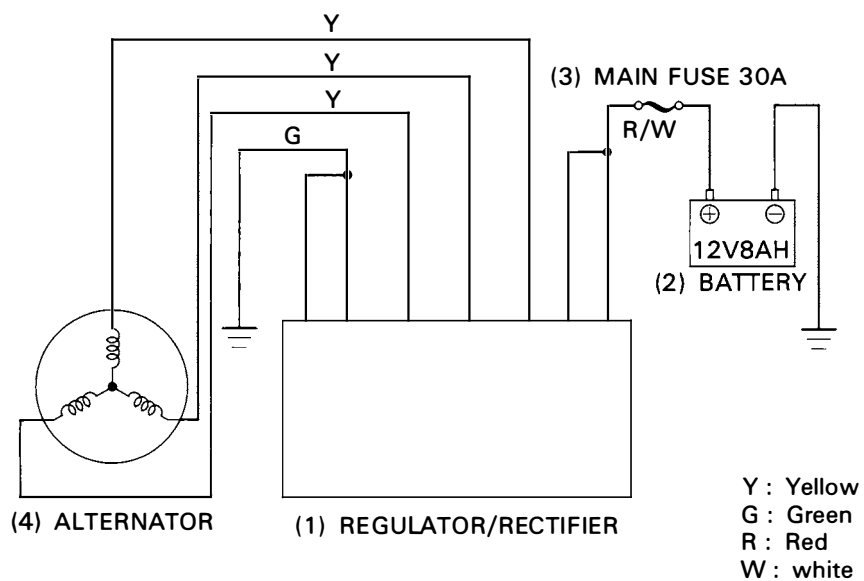 Y
Y
(3) MAIN FUSE 30A
Y
R/W
G
⊕ ⊖
12V8AH
(2) BATTERY
(4) ALTERNATOR
(1) REGULATOR/RECTIFIER
Y : Yellow
G : Green
R : Red
W : white